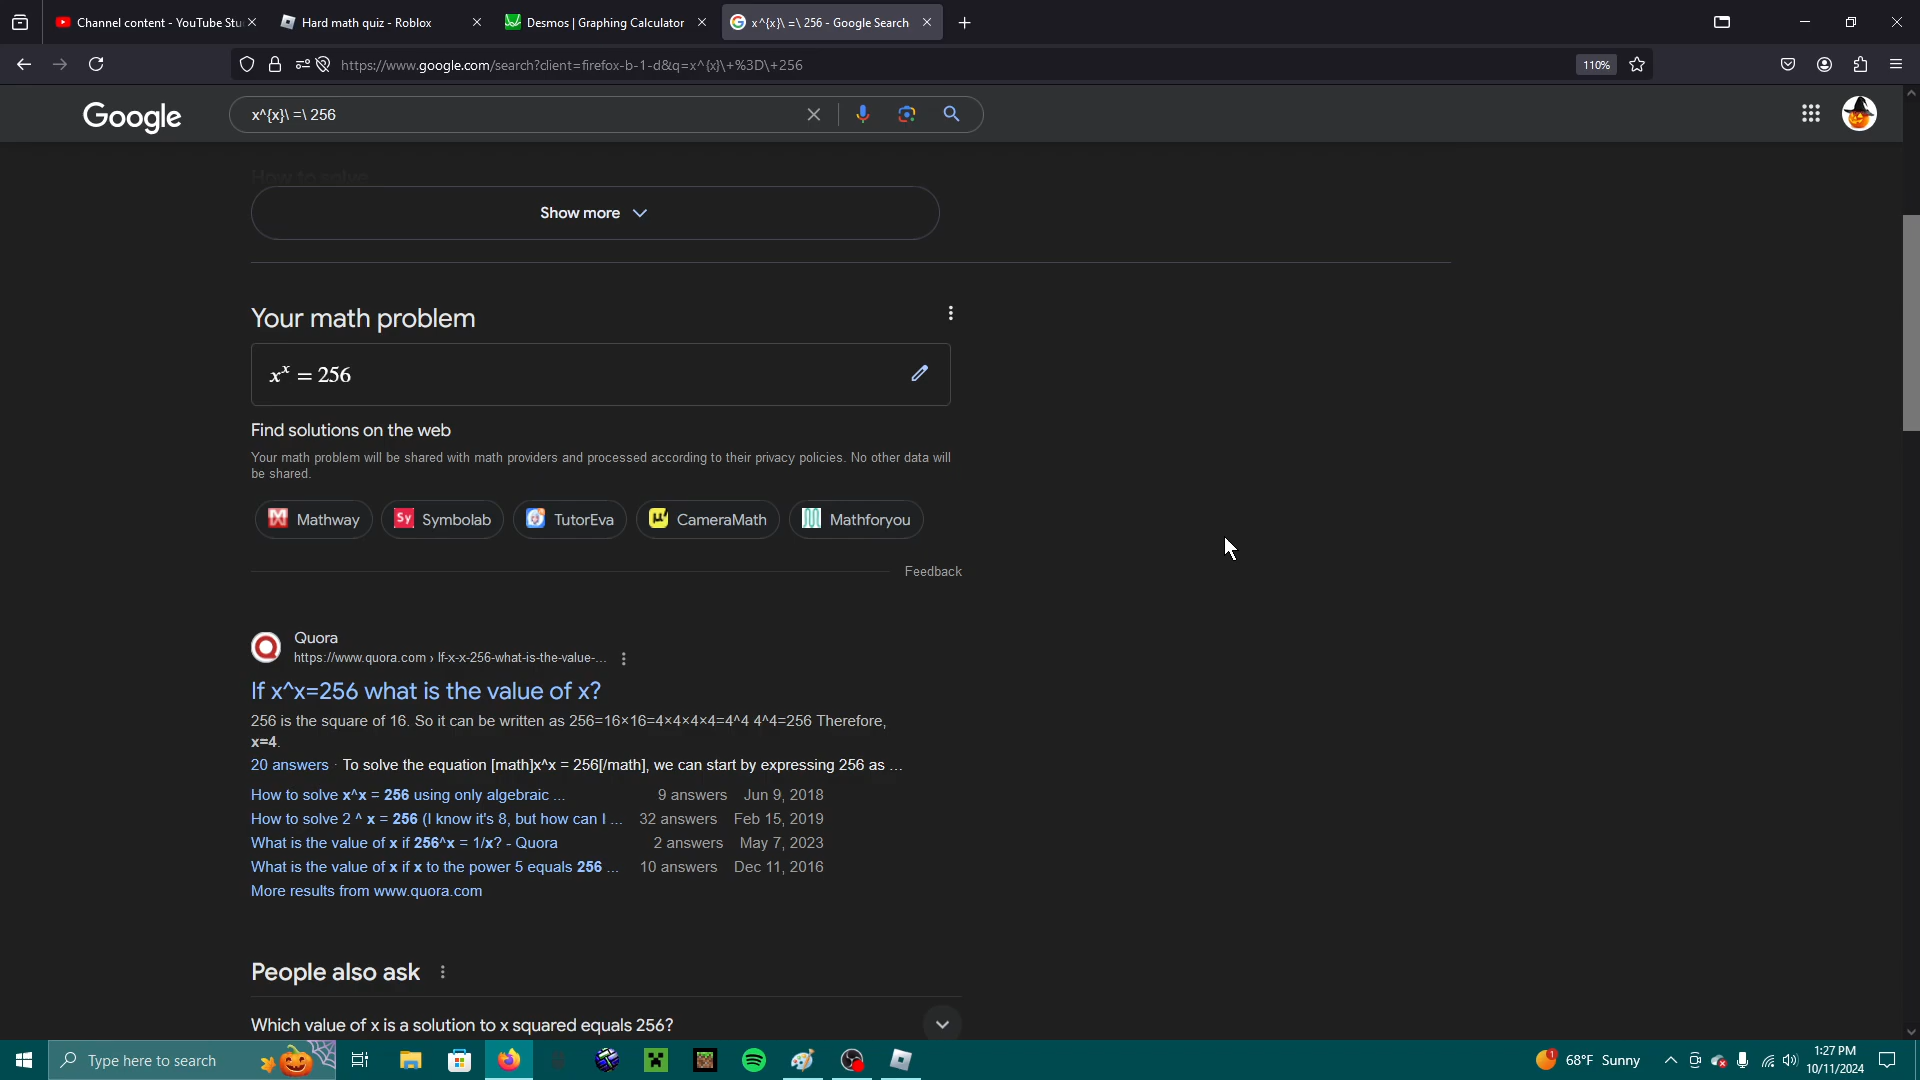 Channel content - YouTube Stu
Hard math quiz - Roblox
Desmos | Graphing Calculator
x^{x}\ =\ 256 - Google Search
https://www.google.com/search?client=firefox-b-1-d&q=x^{x}\+%3D\+256
110%
Google
x^{x}\ =\ 256
How to solve
Show more
Your math problem
xˣ = 256
Find solutions on the web
Your math problem will be shared with math providers and processed according to their privacy policies. No other data will
be shared.
Mathway
Sy Symbolab
TutorEva
CameraMath
Mathforyou
Feedback
Quora
https://www.quora.com › If-x-x-256-what-is-the-value-...
If x^x=256 what is the value of x?
256 is the square of 16. So it can be written as 256=16×16=4×4×4×4=4^4 4^4=256 Therefore,
x=4.
20 answers · To solve the equation [math]x^x = 256[/math], we can start by expressing 256 as ...
How to solve x^x = 256 using only algebraic ... 9 answers Jun 9, 2018
How to solve 2 ^ x = 256 (I know it's 8, but how can I ... 32 answers Feb 15, 2019
What is the value of x if 256^x = 1/x? - Quora 2 answers May 7, 2023
What is the value of x if x to the power 5 equals 256 ... 10 answers Dec 11, 2016
More results from www.quora.com
People also ask
Which value of x is a solution to x squared equals 256?
Type here to search
1
68°F Sunny
1:27 PM
10/11/2024